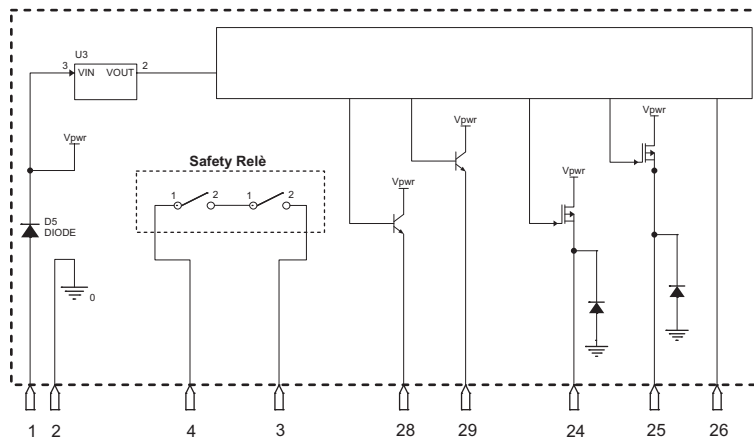 U3
3 VIN VOUT 2
Vpwr
Vpwr
Safety Relè
Vpwr
Vpwr
1 2 1 2
D5
DIODE
0
1 2 4 3 28 29 24 25 26